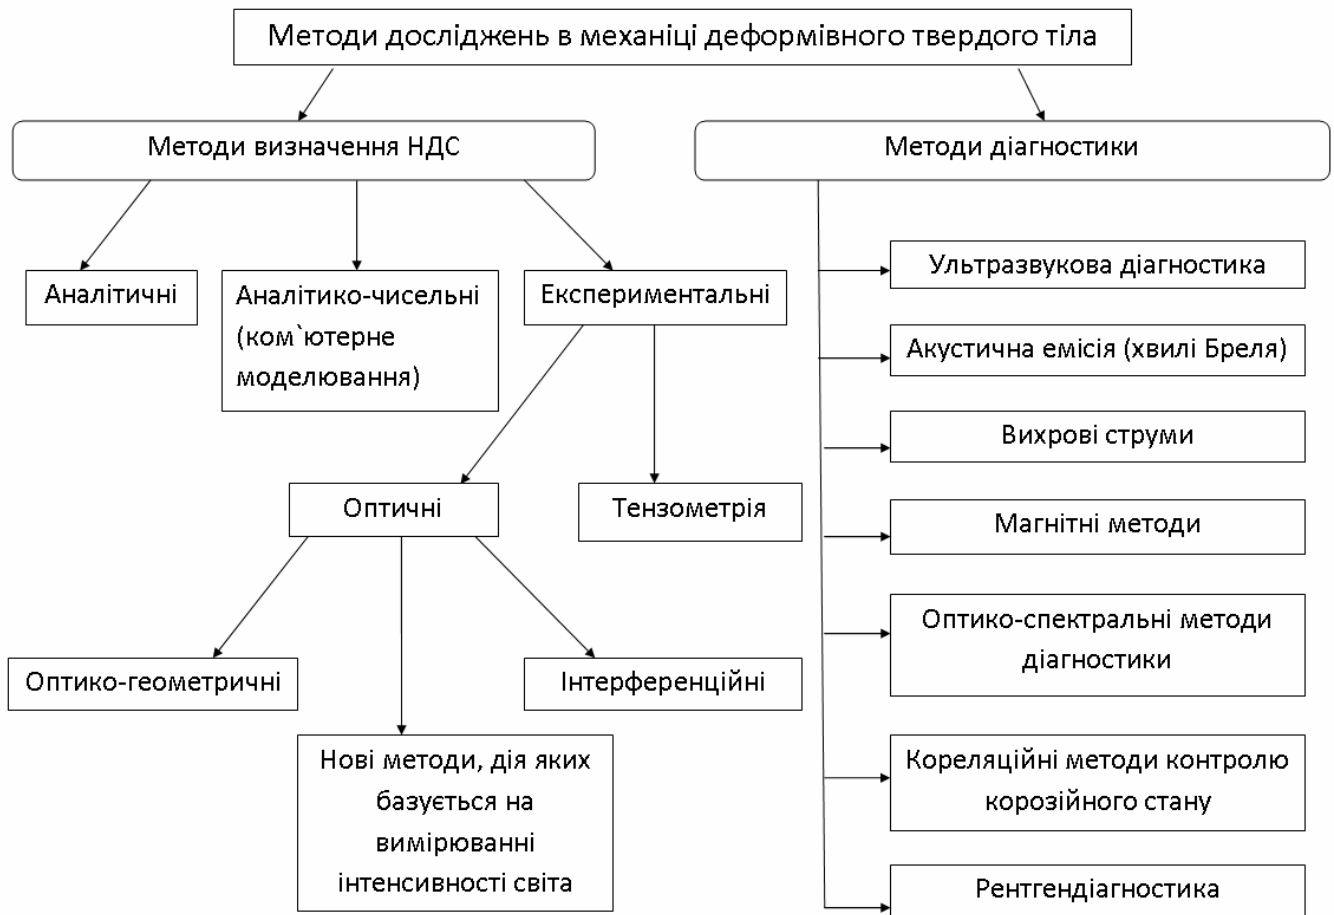 Методи досліджень в механіці деформівного твердого тіла
Методи визначення НДС
Методи діагностики
Аналітичні
Аналітико-чисельні
(ком`ютерне
моделювання)
Експериментальні
Оптичні
Тензометрія
Оптико-геометричні
Нові методи, дія яких
базується на
вимірюванні
інтенсивності світа
Інтерференційні
Ультразвукова діагностика
Акустична емісія (хвилі Бреля)
Вихрові струми
Магнітні методи
Оптико-спектральні методи
діагностики
Кореляційні методи контролю
корозійного стану
Рентгендіагностика